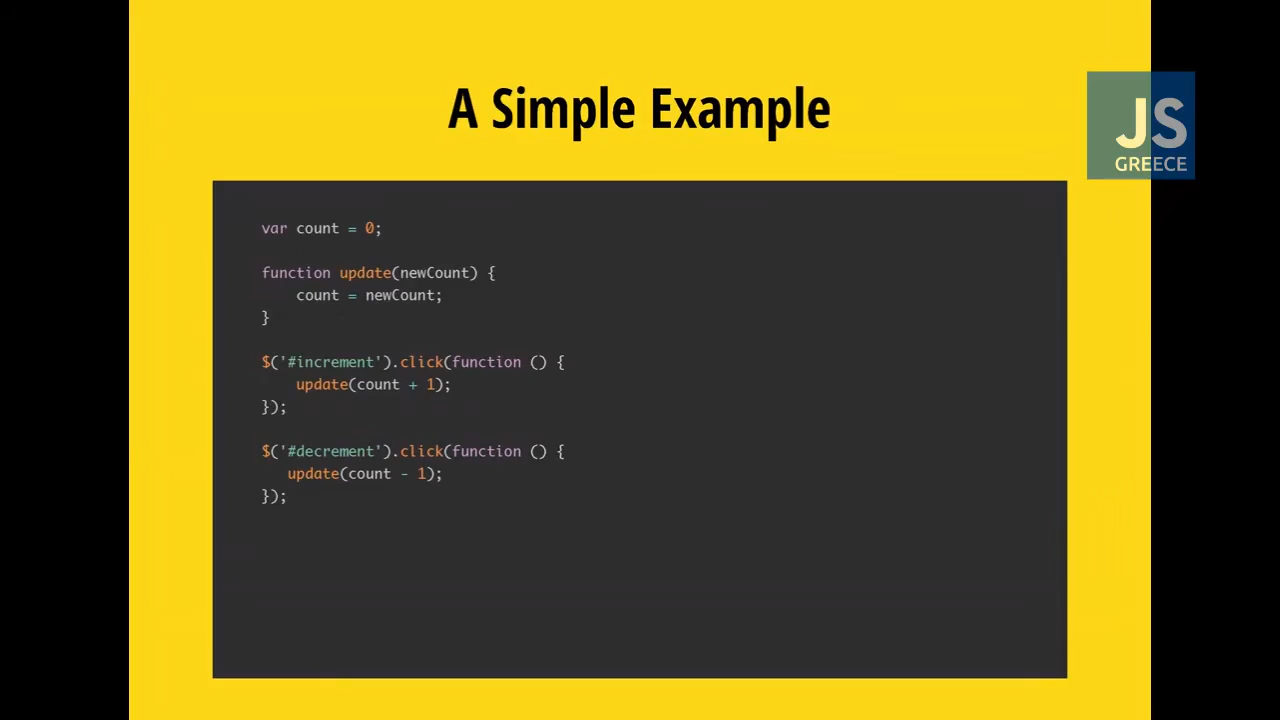 A Simple Example
JS
GREECE
var count = 0;
function update(newCount) {
    count = newCount;
}
$('#increment').click(function () {
    update(count + 1);
});
$('#decrement').click(function () {
   update(count - 1);
});